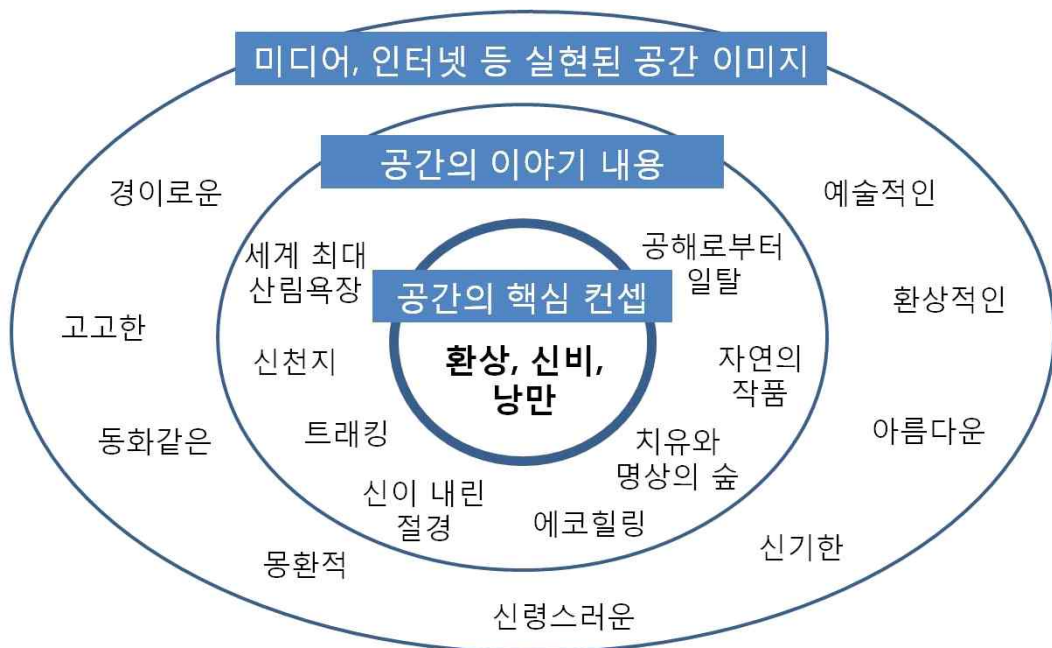 미디어, 인터넷 등 실현된 공간 이미지
공간의 이야기 내용
경이로운
예술적인
세계 최대
산림욕장
공해로부터
일탈
공간의 핵심 컨셉
고고한
환상적인
신천지
환상, 신비,
낭만
자연의
작품
동화같은
트래킹
치유와
명상의 숲
아름다운
신이 내린
절경
에코힐링
몽환적
신기한
신령스러운